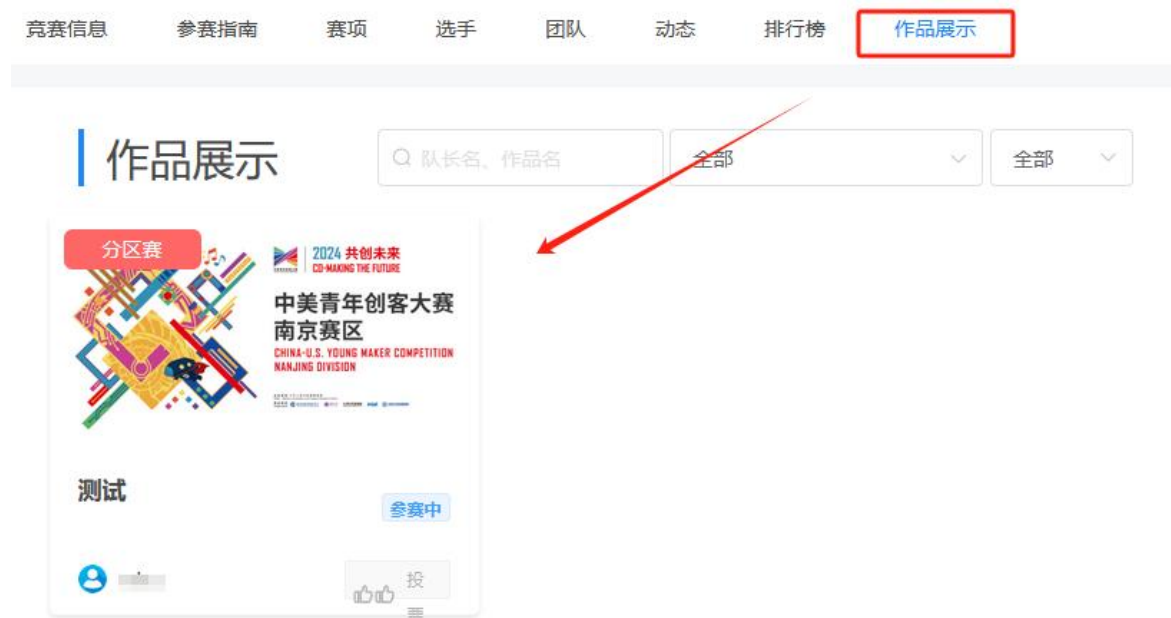 竞赛信息 参赛指南 赛项 选手 团队 动态 排行榜 作品展示
作品展示 队长名、作品名 全部 全部
分区赛
2024 共创未来
CO-MAKING THE FUTURE
中美青年创客大赛
南京赛区
CHINA-U.S. YOUNG MAKER COMPETITION
NANJING DIVISION
测试
参赛中
投